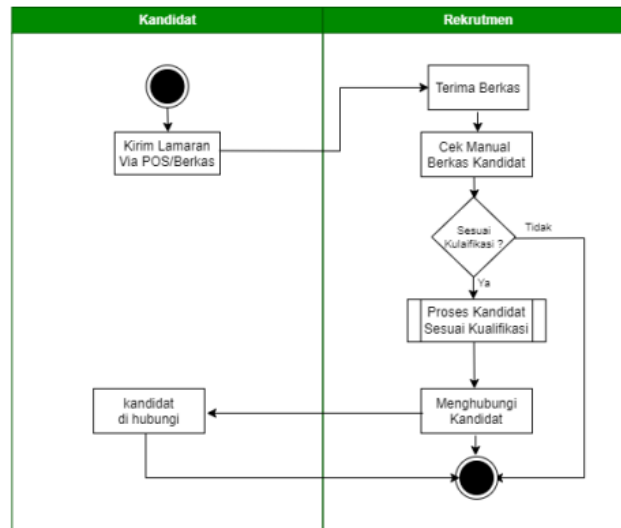 Kandidat
Rekrutmen
Terima Berkas
Kirim Lamaran
Via POS/Berkas
Cek Manual
Berkas Kandidat
Sesuai
Kulaifikasi ?
Tidak
Ya
Proses Kandidat
Sesuai Kualifikasi
kandidat
di hubungi
Menghubungi
Kandidat